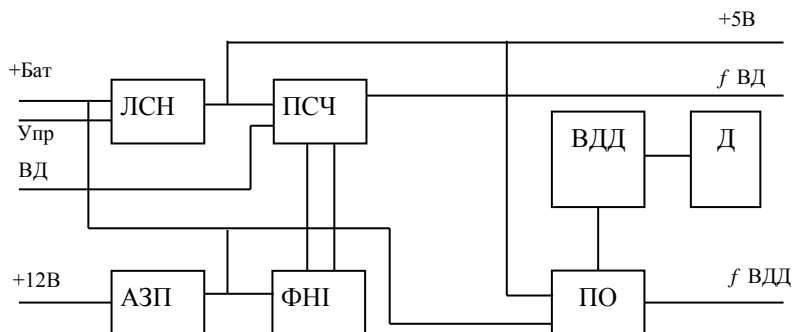 +5В
+Бат
f ВД
ЛСН
ПСЧ
Упр
ВДД
Д
ВД
+12В
f ВДД
АЗП
ФНІ
ПО